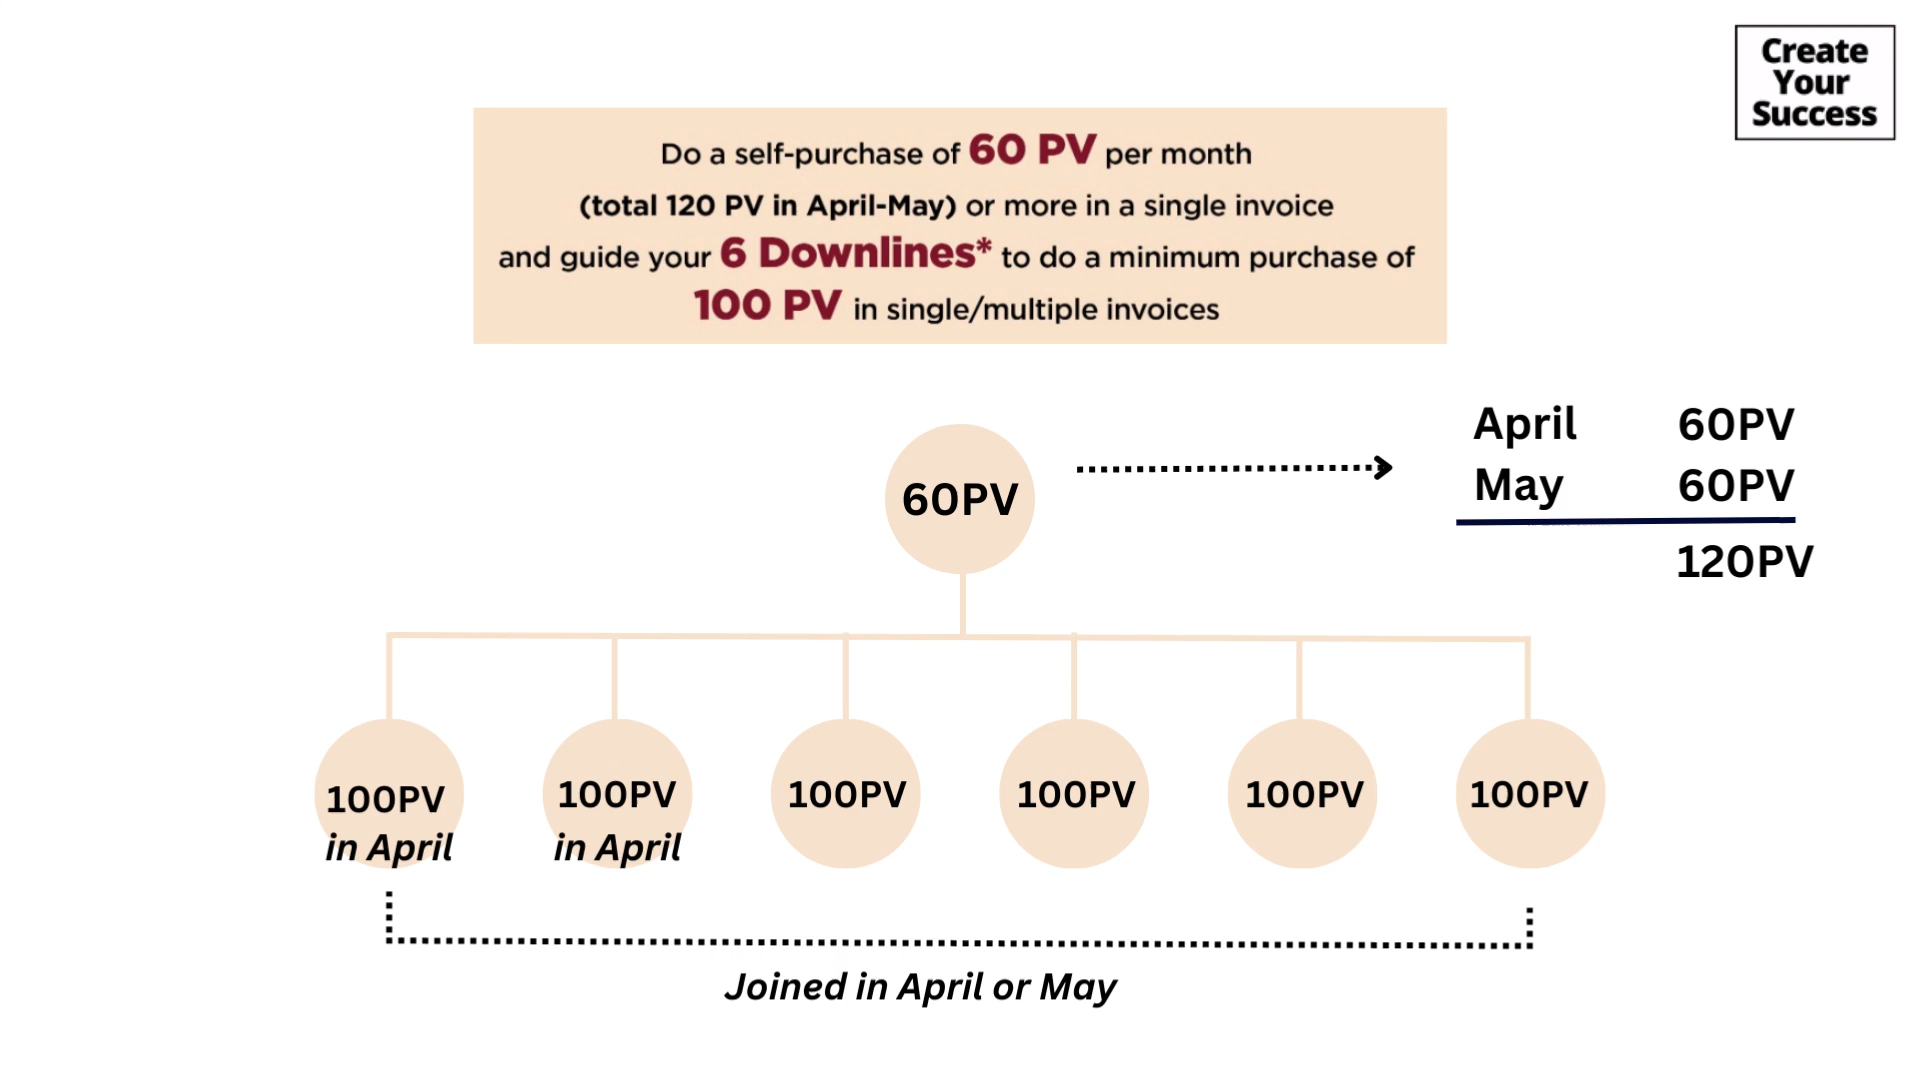 Create
Your
Success
Do a self-purchase of 60 PV per month
(total 120 PV in April-May) or more in a single invoice
and guide your 6 Downlines* to do a minimum purchase of
100 PV in single/multiple invoices
April 60PV
May 60PV
120PV
60PV
100PV
in April
100PV
in April
100PV
100PV
100PV
100PV
Joined in April or May